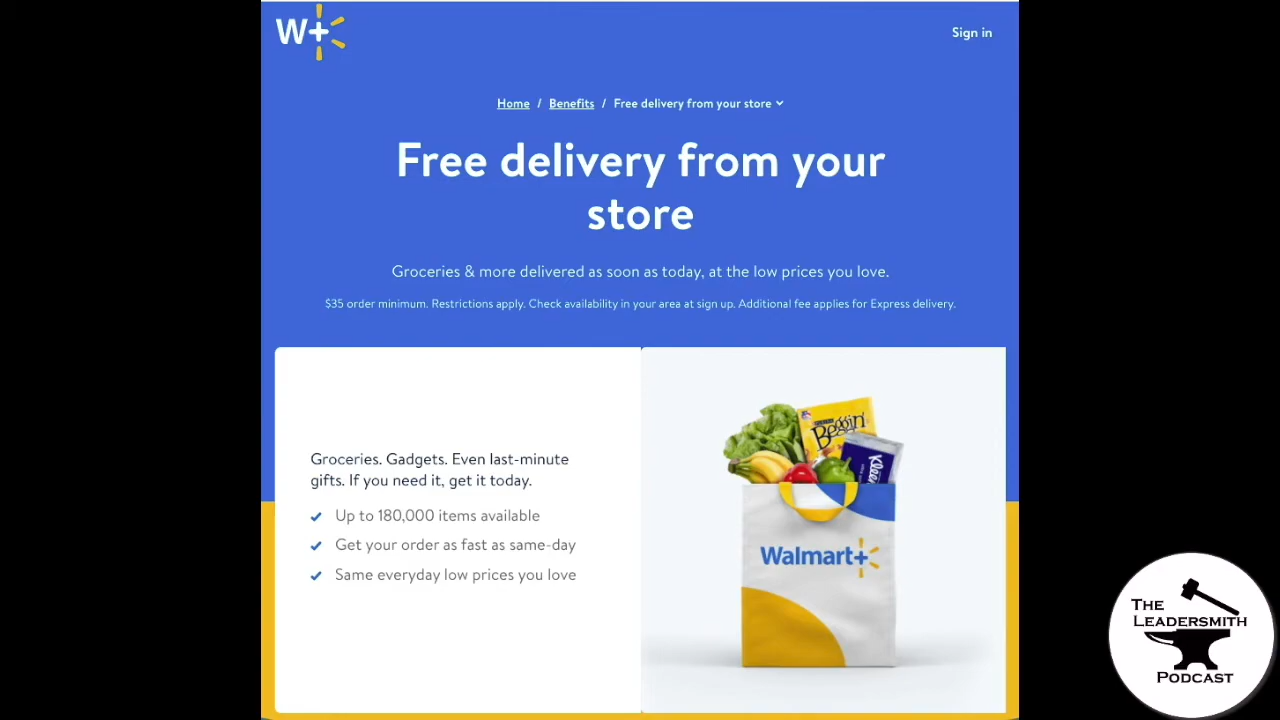 W+
Sign in
Home / Benefits / Free delivery from your store
Free delivery from your
store
Groceries & more delivered as soon as today, at the low prices you love.
$35 order minimum. Restrictions apply. Check availability in your area at sign up. Additional fee applies for Express delivery.
Groceries. Gadgets. Even last-minute
gifts. If you need it, get it today.
Up to 180,000 items available
Get your order as fast as same-day
Same everyday low prices you love
Beggin'
Kleen
Walmart+
THE
LEADERSMITH
PODCAST